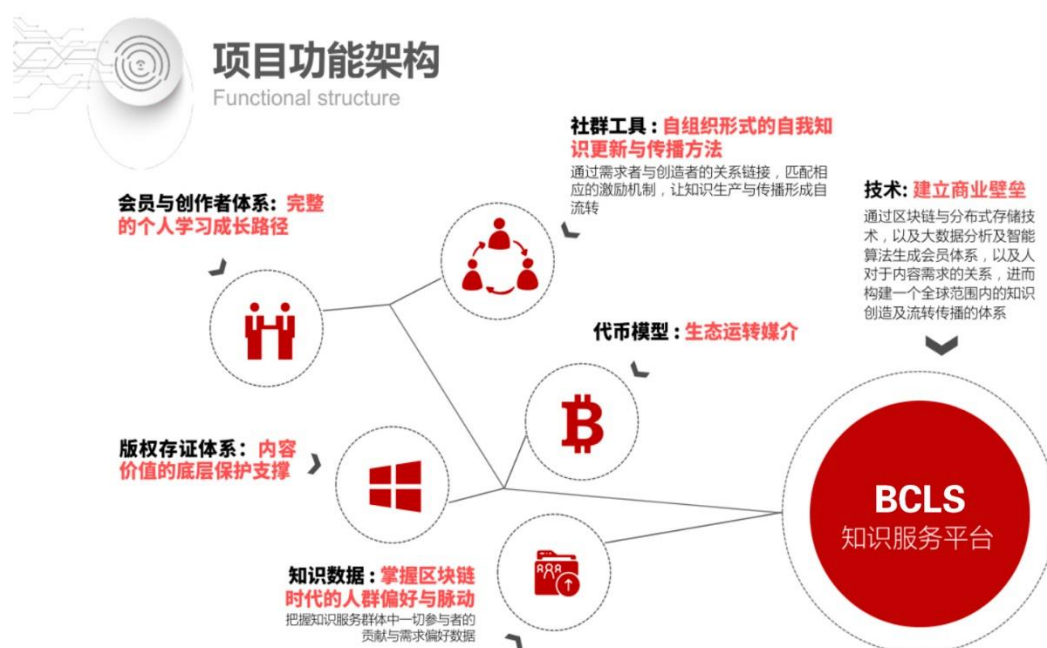 项目功能架构
Functional structure
社群工具：自组织形式的自我知
识更新与传播方法
通过需求者与创造者的关系链接，匹配相
应的激励机制，让知识生产与传播形成自
流转
技术: 建立商业壁垒
通过区块链与分布式存储技
术，以及大数据分析及智能
算法生成会员体系，以及人
对于内容需求的关系，进而
构建一个全球范围内的知识
创造及流转传播的体系
会员与创作者体系: 完整
的个人学习成长路径
代币模型：生态运转媒介
版权存证体系：内容
价值的底层保护支撑
BCLS
知识服务平台
知识数据：掌握区块链
时代的人群偏好与脉动
把握知识服务群体中一切参与者的
贡献与需求偏好数据